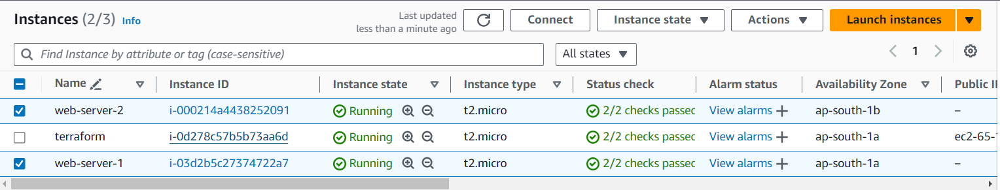 Instances (2/3) Info
Last updated
less than a minute ago
Connect
Instance state
Actions
Launch instances
Find Instance by attribute or tag (case-sensitive)
All states
1
Name Instance ID Instance state Instance type Status check Alarm status Availability Zone Public
web-server-2 i-000214a4438252091 Running t2.micro 2/2 checks passec View alarms ap-south-1b –
terraform i-0d278c57b5b73aa6d Running t2.micro 2/2 checks passec View alarms ap-south-1a ec2-65-
web-server-1 i-03d2b5c27374722a7 Running t2.micro 2/2 checks passec View alarms ap-south-1a –